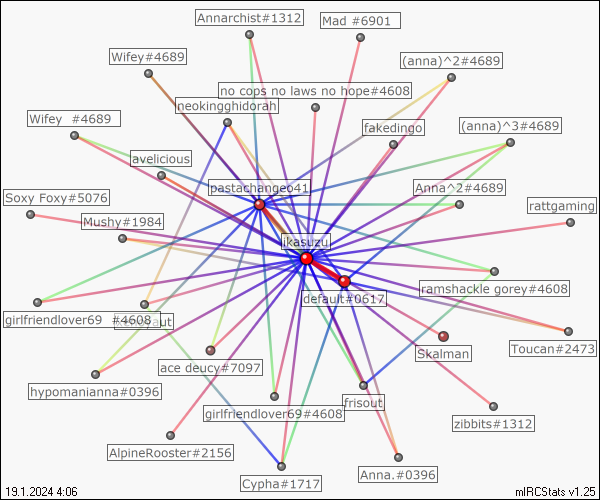 Annarchist#1312
Mad #6901
Wifey#4689
(anna)^2#4689
no cops no laws no hope#4608
neokingghidorah
Wifey #4689
fakedingo
(anna)^3#4689
avelicious
pastachangeo41
Anna^2#4689
Soxy Foxy#5076
rattgaming
Mushy#1984
ikasuzu
ramshackle gorey#4608
default#0617
girlfriendlover69 #4608
Toucan#2473
Skalman
ace deucy#7097
hypomanianna#0396
frisout
girlfriendlover69#4608
zibbits#1312
AlpineRooster#2156
Anna.#0396
Cypha#1717
19.1.2024 4:06
mIRCStats v1.25